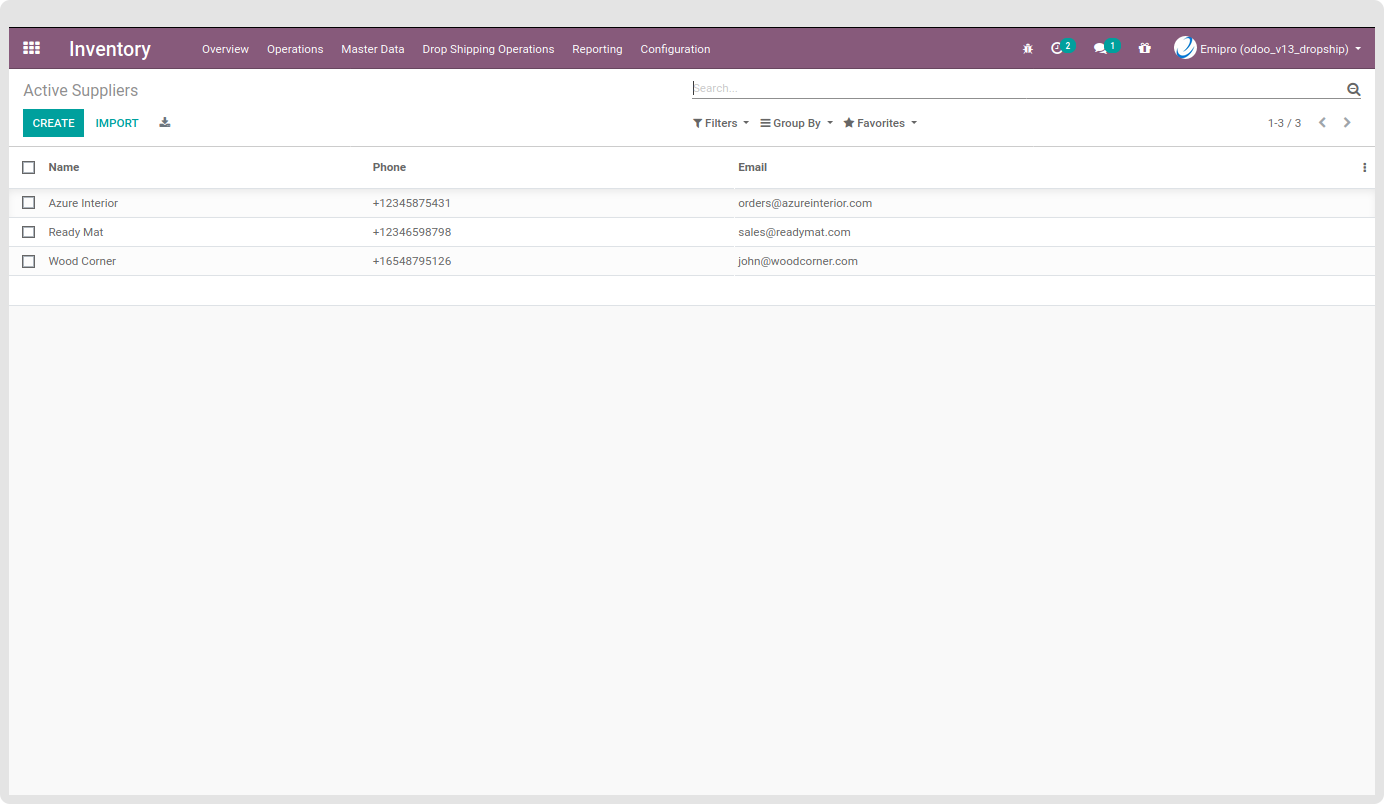 Inventory Overview Operations Master Data Drop Shipping Operations Reporting Configuration 2 1 Emipro (odoo_v13_dropship)
Active Suppliers Search...
CREATE IMPORT Filters Group By Favorites 1-3 / 3
Name Phone Email
Azure Interior +12345875431 orders@azureinterior.com
Ready Mat +12346598798 sales@readymat.com
Wood Corner +16548795126 john@woodcorner.com